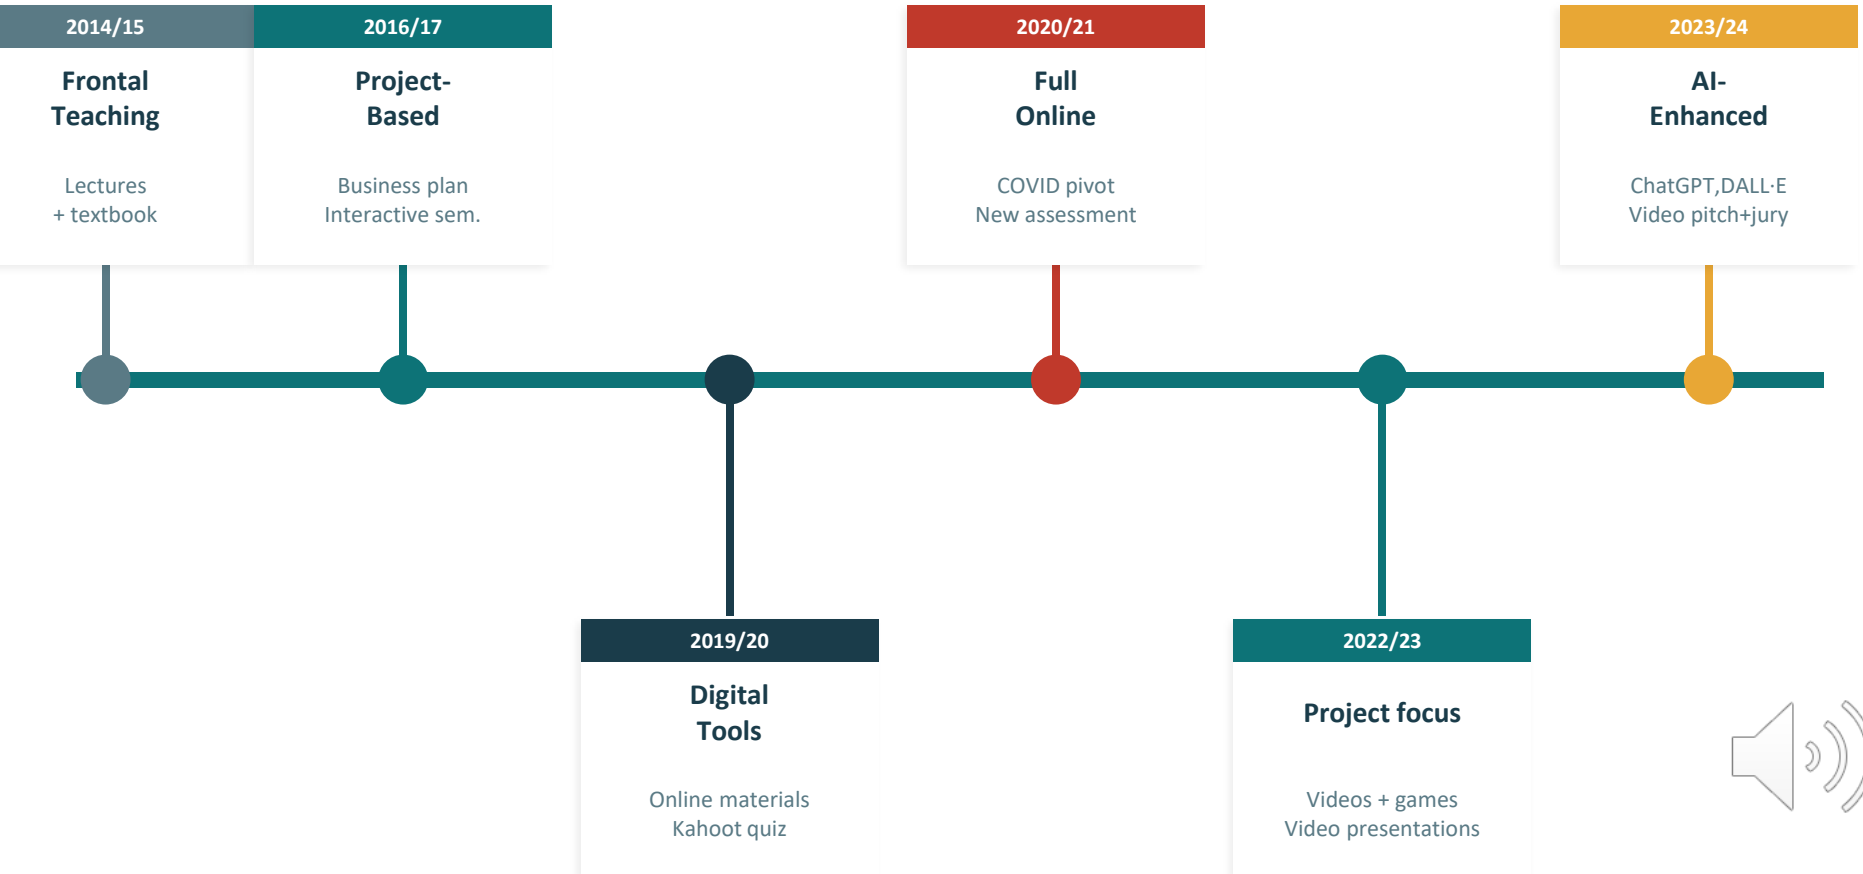 2014/15
Frontal
Teaching
Lectures
+ textbook
2016/17
Project-
Based
Business plan
Interactive sem.
2019/20
Digital
Tools
Online materials
Kahoot quiz
2020/21
Full
Online
COVID pivot
New assessment
2022/23
Project focus
Videos + games
Video presentations
2023/24
AI-
Enhanced
ChatGPT,DALL·E
Video pitch+jury